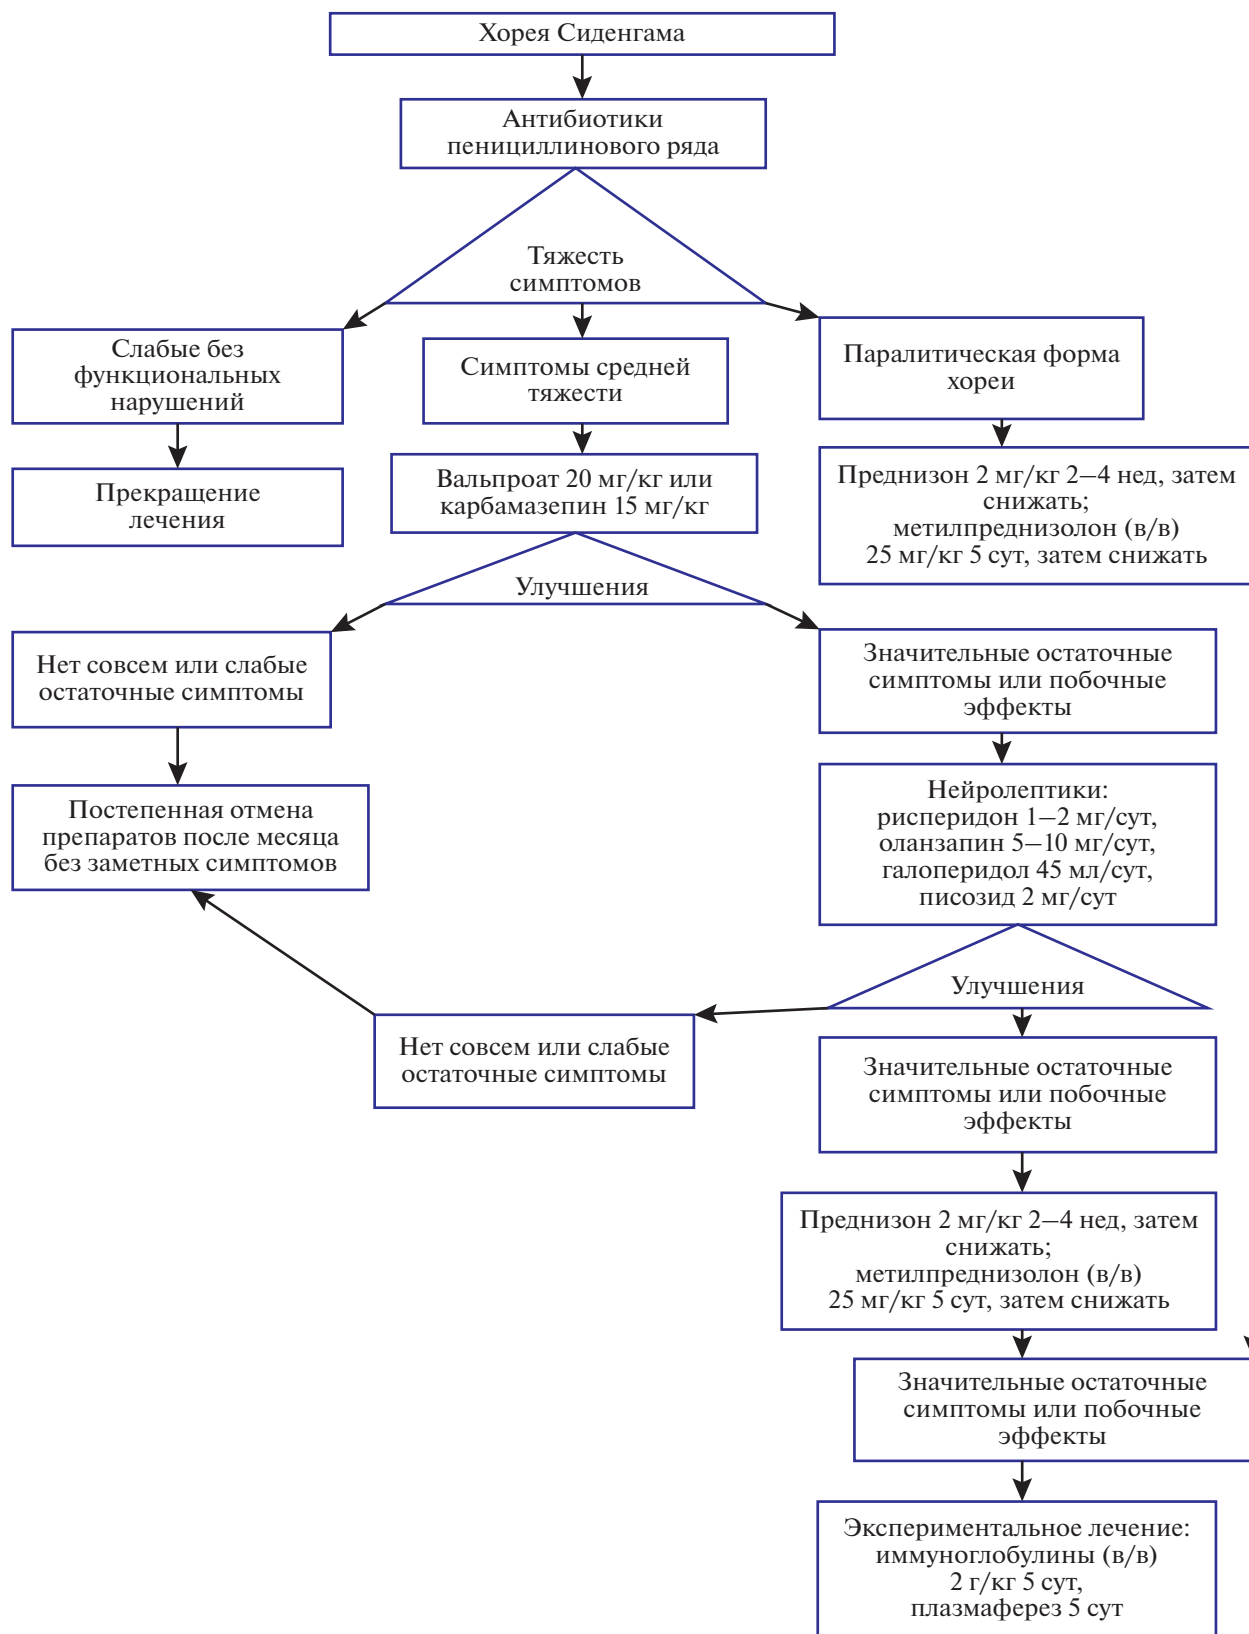 Хорея Сиденгама
Антибиотики
пенициллинового ряда
Тяжесть
симптомов
Слабые без
функциональных
нарушений
Симптомы средней
тяжести
Паралитическая форма
хореи
Прекращение
лечения
Вальпроат 20 мг/кг или
карбамазепин 15 мг/кг
Преднизон 2 мг/кг 2–4 нед, затем
снижать;
метилпреднизолон (в/в)
25 мг/кг 5 сут, затем снижать
Улучшения
Нет совсем или слабые
остаточные симптомы
Значительные остаточные
симптомы или побочные
эффекты
Постепенная отмена
препаратов после месяца
без заметных симптомов
Нейролептики:
рисперидон 1–2 мг/сут,
оланзапин 5–10 мг/сут,
галоперидол 45 мл/сут,
писозид 2 мг/сут
Улучшения
Нет совсем или слабые
остаточные симптомы
Значительные остаточные
симптомы или побочные
эффекты
Преднизон 2 мг/кг 2–4 нед, затем
снижать;
метилпреднизолон (в/в)
25 мг/кг 5 сут, затем снижать
Значительные остаточные
симптомы или побочные
эффекты
Экспериментальное лечение:
иммуноглобулины (в/в)
2 г/кг 5 сут,
плазмаферез 5 сут